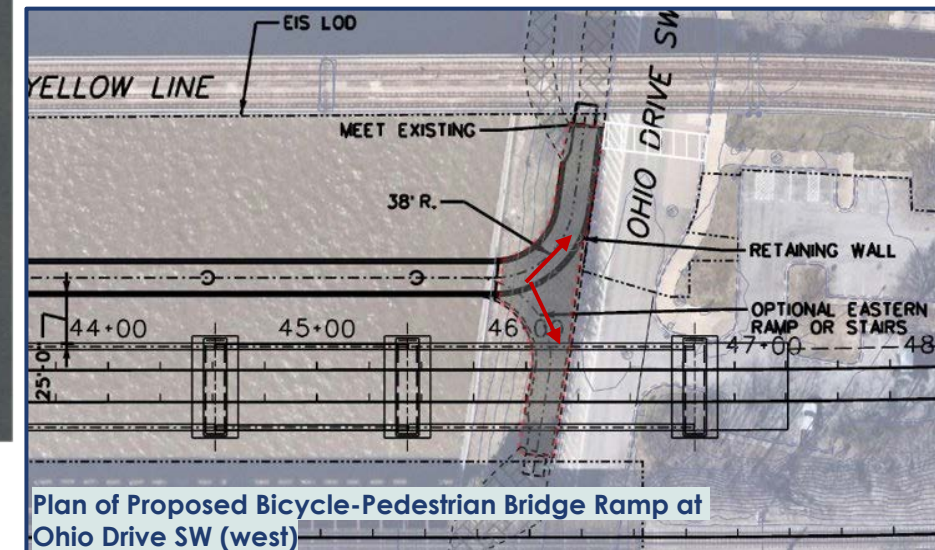 EIS LOD
YELLOW LINE
MEET EXISTING
OHIO DRIVE SW
38' R.
RETAINING WALL
OPTIONAL EASTERN
RAMP OR STAIRS
44+00
45+00
46+00
47+00
48
25'-0"
Plan of Proposed Bicycle-Pedestrian Bridge Ramp at
Ohio Drive SW (west)